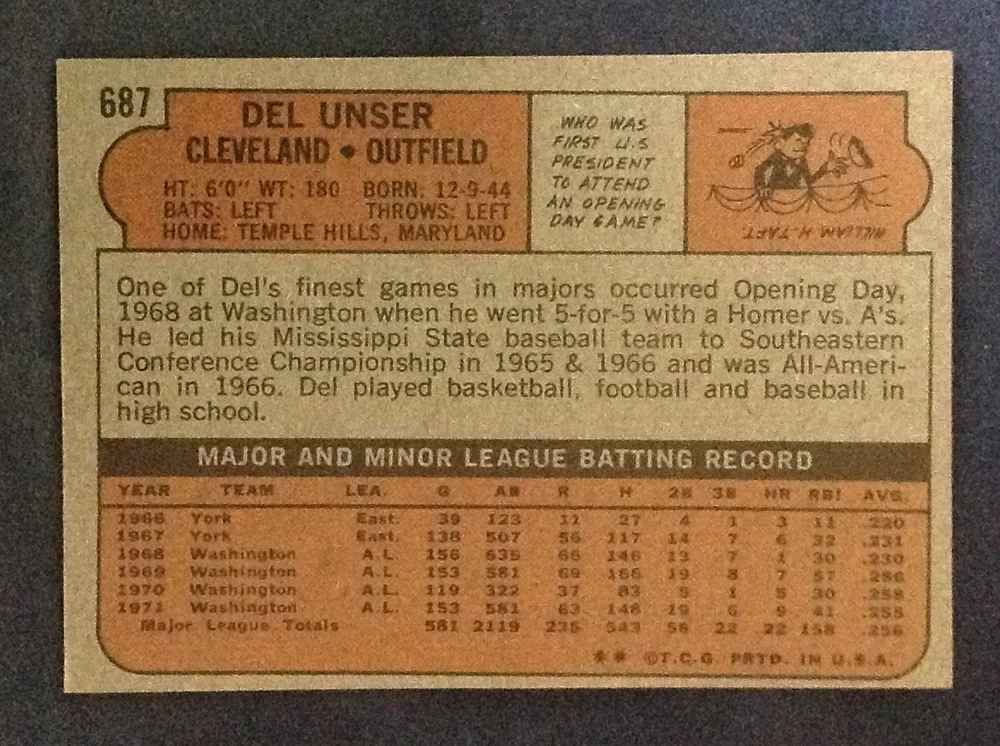 687
DEL UNSER
CLEVELAND • OUTFIELD
HT: 6'0" WT: 180 BORN: 12-9-44
BATS: LEFT THROWS: LEFT
HOME: TEMPLE HILLS, MARYLAND
WHO WAS
FIRST U.S
PRESIDENT
TO ATTEND
AN OPENING
DAY GAME?
WILLIAM H. TAFT.
One of Del's finest games in majors occurred Opening Day,
1968 at Washington when he went 5-for-5 with a Homer vs. A's.
He led his Mississippi State baseball team to Southeastern
Conference Championship in 1965 & 1966 and was All-Ameri-
can in 1966. Del played basketball, football and baseball in
high school.
MAJOR AND MINOR LEAGUE BATTING RECORD
YEAR TEAM LEA. G AB R H 2B 3B HR RBI AVG.
1966 York East. 39 123 27 4 1 3 11 .220
1967 York East. 138 507 56 117 14 7 6 32 .231
1968 Washington A.L. 156 635 66 146 13 7 1 30 .230
1969 Washington A.L. 153 581 69 166 19 8 7 57 .286
1970 Washington A.L. 119 322 37 83 5 1 5 30 .258
1971 Washington A.L. 153 581 63 148 19 6 9 41 .255
Major League Totals 581 2119 235 543 56 22 22 158 .256
** ©T.C.G PRTD. IN U.S.A.